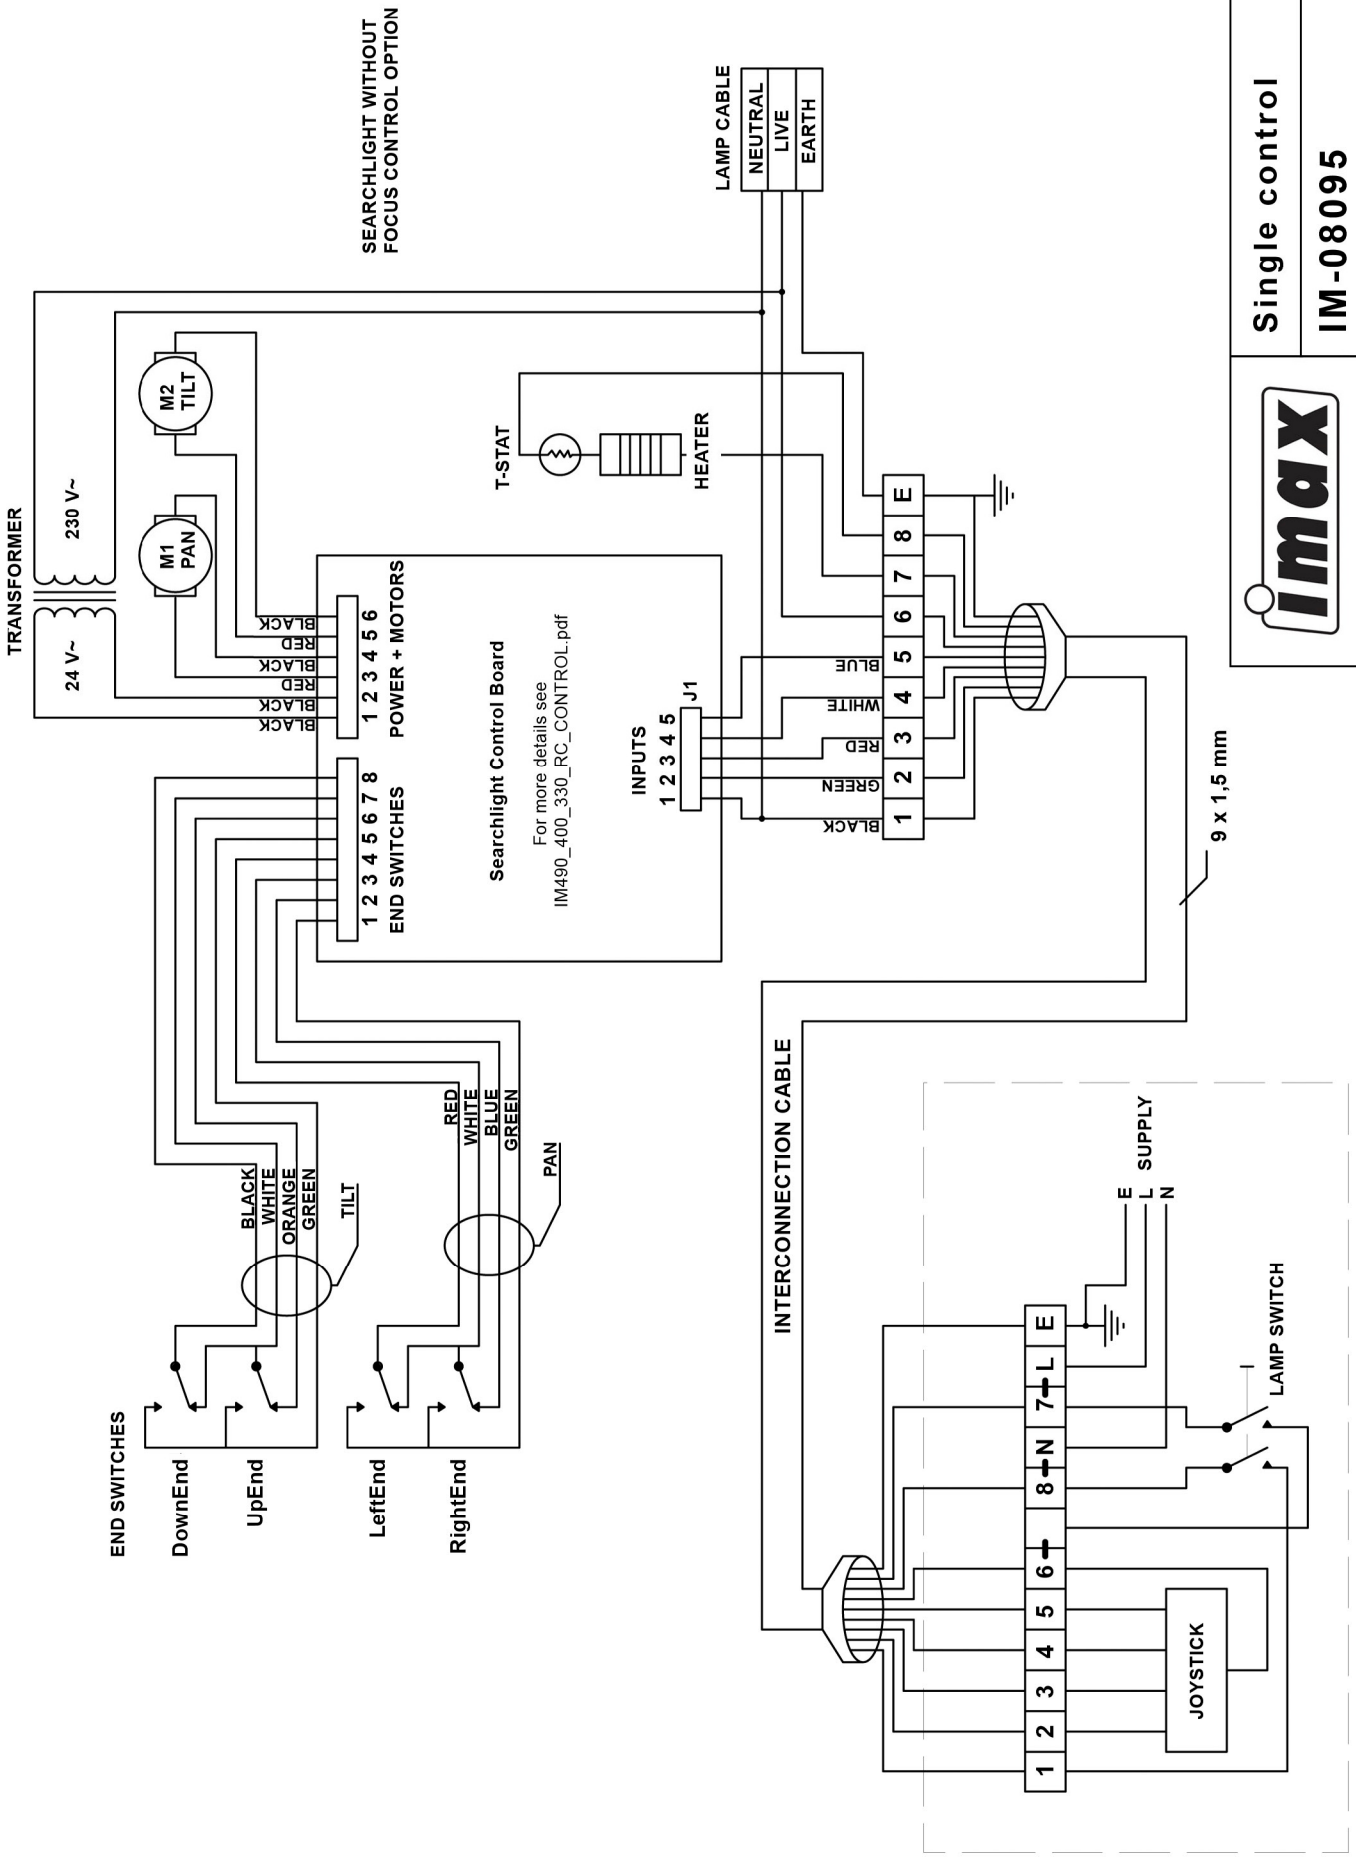 TRANSFORMER
24 V~
230 V~
M1
PAN
M2
TILT
SEARCHLIGHT WITHOUT
FOCUS CONTROL OPTION
END SWITCHES
DownEnd
UpEnd
LeftEnd
RightEnd
BLACK
WHITE
ORANGE
GREEN
TILT
RED
WHITE
BLUE
GREEN
PAN
1 2 3 4 5 6 7 8
END SWITCHES
BLACK
BLACK
RED
BLACK
RED
BLACK
1 2 3 4 5 6
POWER + MOTORS
Searchlight Control Board
For more details see
IM490_400_330_RC_CONTROL.pdf
INPUTS
1 2 3 4 5
J1
T-STAT
HEATER
LAMP CABLE
NEUTRAL
LIVE
EARTH
BLACK
GREEN
RED
WHITE
BLUE
1 2 3 4 5 6 7 8 E
INTERCONNECTION CABLE
9 x 1,5 mm
1 2 3 4 5 6 8 N 7 L E
JOYSTICK
E
L
N
SUPPLY
LAMP SWITCH
imax
Single control
IM-08095